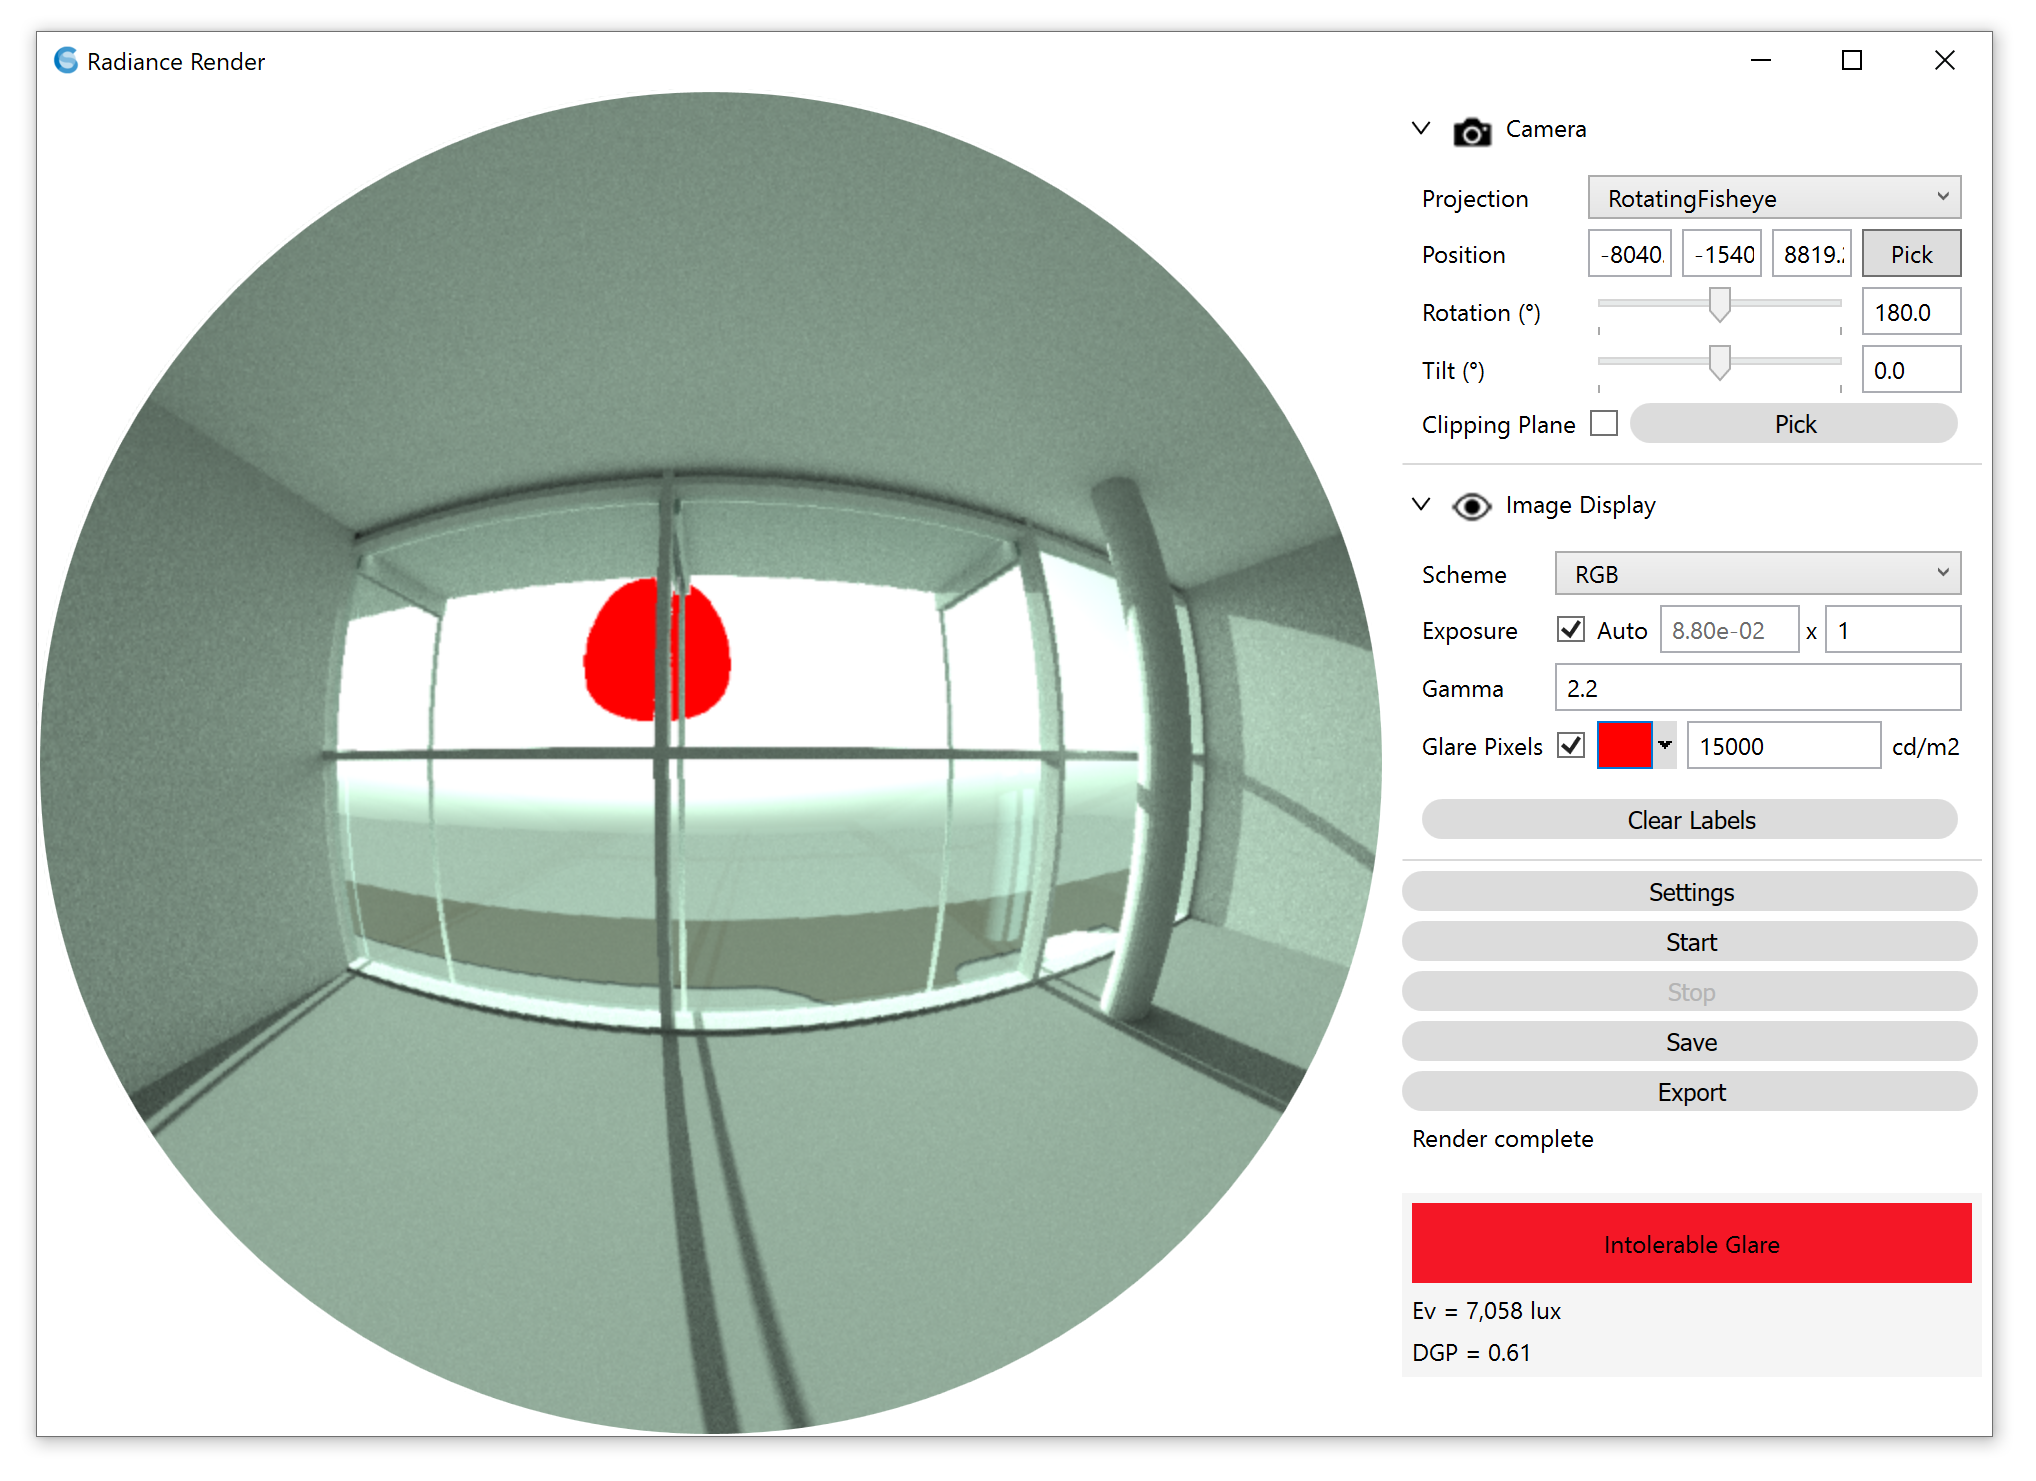 Radiance Render
Camera
Projection RotatingFisheye
Position -8040. -1540 8819. Pick
Rotation (°) 180.0
Tilt (°) 0.0
Clipping Plane Pick
Image Display
Scheme RGB
Exposure Auto 8.80e-02 x 1
Gamma 2.2
Glare Pixels 15000 cd/m2
Clear Labels
Settings
Start
Stop
Save
Export
Render complete
Intolerable Glare
Ev = 7,058 lux
DGP = 0.61